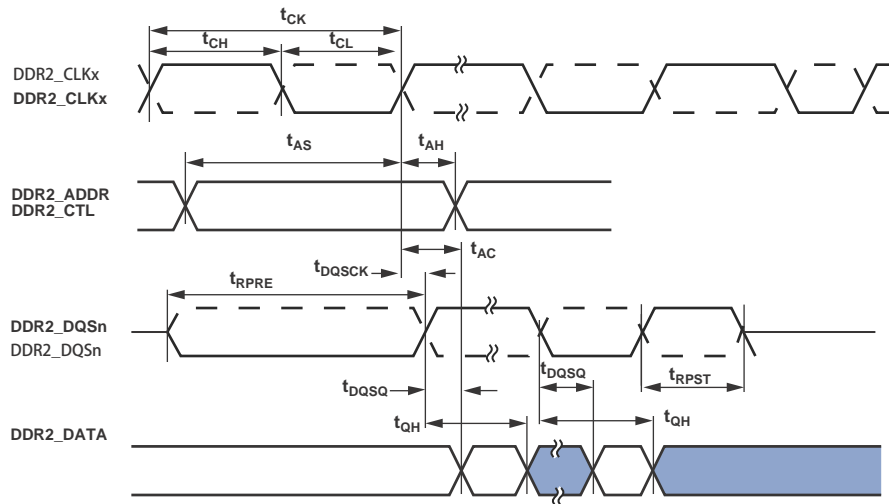 tCK
tCH
tCL
DDR2_CLKx
DDR2_CLKx
tAS
tAH
DDR2_ADDR
DDR2_CTL
tAC
tDQSCK
tRPRE
DDR2_DQSn
DDR2_DQSn
tDQSQ
tDQSQ
tRPST
tQH
tQH
DDR2_DATA